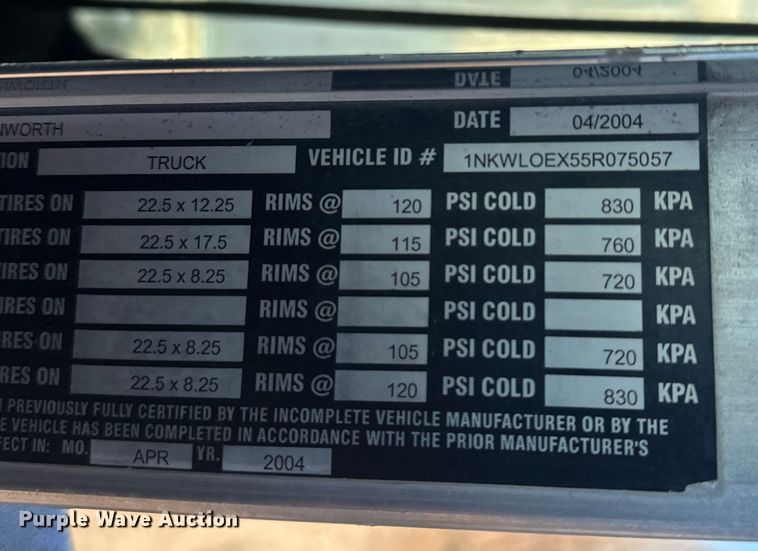 NWORTH DATE 04/2004
ION TRUCK VEHICLE ID # 1NKWLOEX55R075057
TIRES ON 22.5 x 12.25 RIMS @ 120 PSI COLD 830 KPA
TIRES ON 22.5 x 17.5 RIMS @ 115 PSI COLD 760 KPA
TIRES ON 22.5 x 8.25 RIMS @ 105 PSI COLD 720 KPA
IRES ON RIMS @ PSI COLD KPA
RES ON 22.5 x 8.25 RIMS @ 105 PSI COLD 720 KPA
RES ON 22.5 x 8.25 RIMS @ 120 PSI COLD 830 KPA
PREVIOUSLY FULLY CERTIFIED BY THE INCOMPLETE VEHICLE MANUFACTURER OR BY THE
E VEHICLE HAS BEEN COMPLETED IN ACCORDANCE WITH THE PRIOR MANUFACTURER'S
FECT IN: MO. APR YR. 2004
Purple Wave Auction